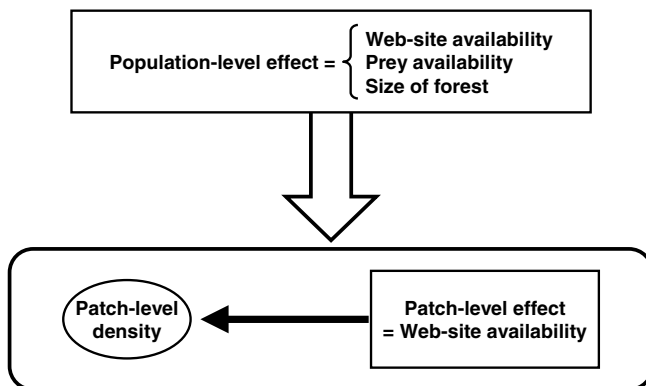 Population-level effect =
Web-site availability
Prey availability
Size of forest
Patch-level
density
Patch-level effect
= Web-site availability